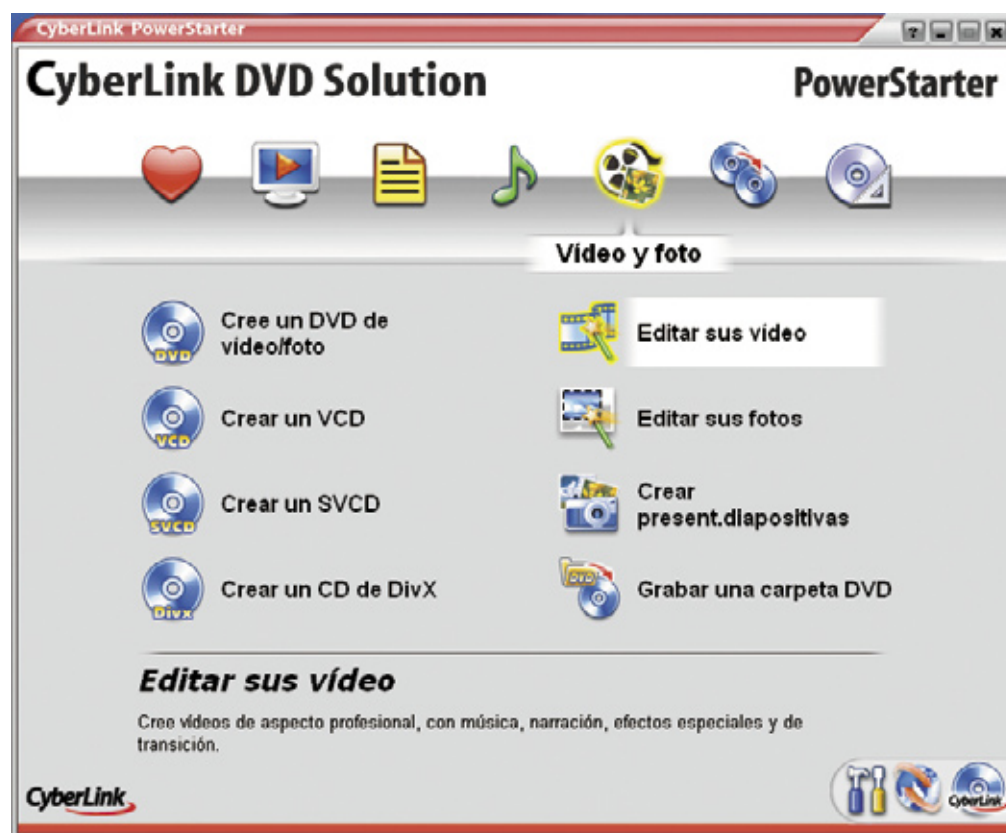 CyberLink PowerStarter
CyberLink DVD Solution
PowerStarter
Vídeo y foto
DVD
Cree un DVD de
vídeo/foto
VCD
Crear un VCD
SVCD
Crear un SVCD
Divx
Crear un CD de DivX
Editar sus vídeo
Editar sus fotos
Crear
present.diapositivas
DVD
Grabar una carpeta DVD
Editar sus vídeo
Cree vídeos de aspecto profesional, con música, narración, efectos especiales y de
transición.
CyberLink
CyberLink